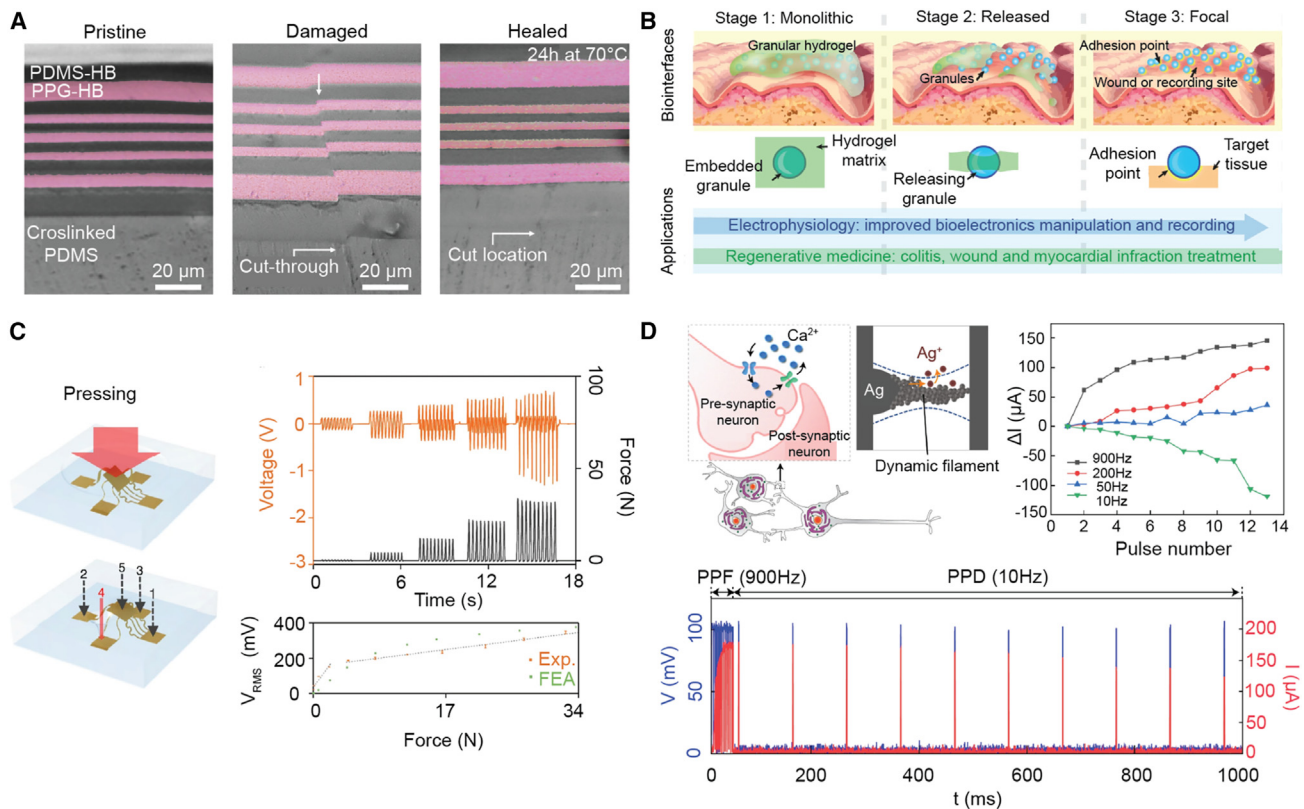 A
Pristine
Damaged
Healed
24h at 70°C
PDMS-HB
PPG-HB
Croslinked
PDMS
20 μm
Cut-through
20 μm
Cut location
20 μm
B
Stage 1: Monolithic
Stage 2: Released
Stage 3: Focal
Biointerfaces
Granular hydrogel
Granules
Adhesion point
Wound or recording site
Hydrogel
matrix
Embedded
granule
Releasing
granule
Adhesion
point
Target
tissue
Applications
Electrophysiology: improved bioelectronics manipulation and recording
Regenerative medicine: colitis, wound and myocardial infraction treatment
C
Pressing
2
5
3
4
1
Voltage (V)
1
0
-1
-2
-3
Force (N)
100
50
0
0
6
12
18
Time (s)
VRMS (mV)
400
200
0
Exp.
FEA
0
17
34
Force (N)
D
Ca2+
Pre-synaptic
neuron
Post-synaptic
neuron
Ag+
Ag
Dynamic filament
ΔI (μA)
150
100
50
0
-50
-100
-150
900Hz
200Hz
50Hz
10Hz
0
2
4
6
8
10
12
14
Pulse number
PPF (900Hz)
PPD (10Hz)
V (mV)
100
50
0
I (μA)
200
150
100
50
0
0
200
400
600
800
1000
t (ms)